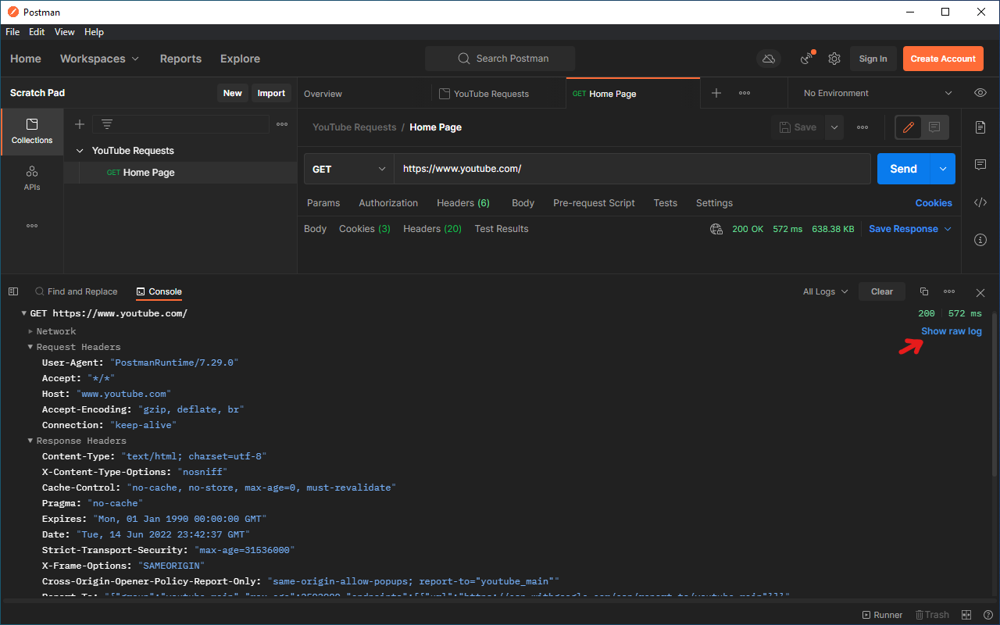 Postman
File Edit View Help
Home Workspaces Reports Explore Search Postman Sign In Create Account
Scratch Pad New Import Overview YouTube Requests GET Home Page No Environment
Collections
APIs
YouTube Requests
GET Home Page
YouTube Requests / Home Page Save
GET https://www.youtube.com/ Send
Params Authorization Headers (6) Body Pre-request Script Tests Settings Cookies
Body Cookies (3) Headers (20) Test Results 200 OK 572 ms 638.38 KB Save Response
Find and Replace Console All Logs Clear
GET https://www.youtube.com/ 200 572 ms
Network Show raw log
Request Headers
User-Agent: "PostmanRuntime/7.29.0"
Accept: "*/*"
Host: "www.youtube.com"
Accept-Encoding: "gzip, deflate, br"
Connection: "keep-alive"
Response Headers
Content-Type: "text/html; charset=utf-8"
X-Content-Type-Options: "nosniff"
Cache-Control: "no-cache, no-store, max-age=0, must-revalidate"
Pragma: "no-cache"
Expires: "Mon, 01 Jan 1990 00:00:00 GMT"
Date: "Tue, 14 Jun 2022 23:42:37 GMT"
Strict-Transport-Security: "max-age=31536000"
X-Frame-Options: "SAMEORIGIN"
Cross-Origin-Opener-Policy-Report-Only: "same-origin-allow-popups; report-to="youtube_main""
Runner Trash